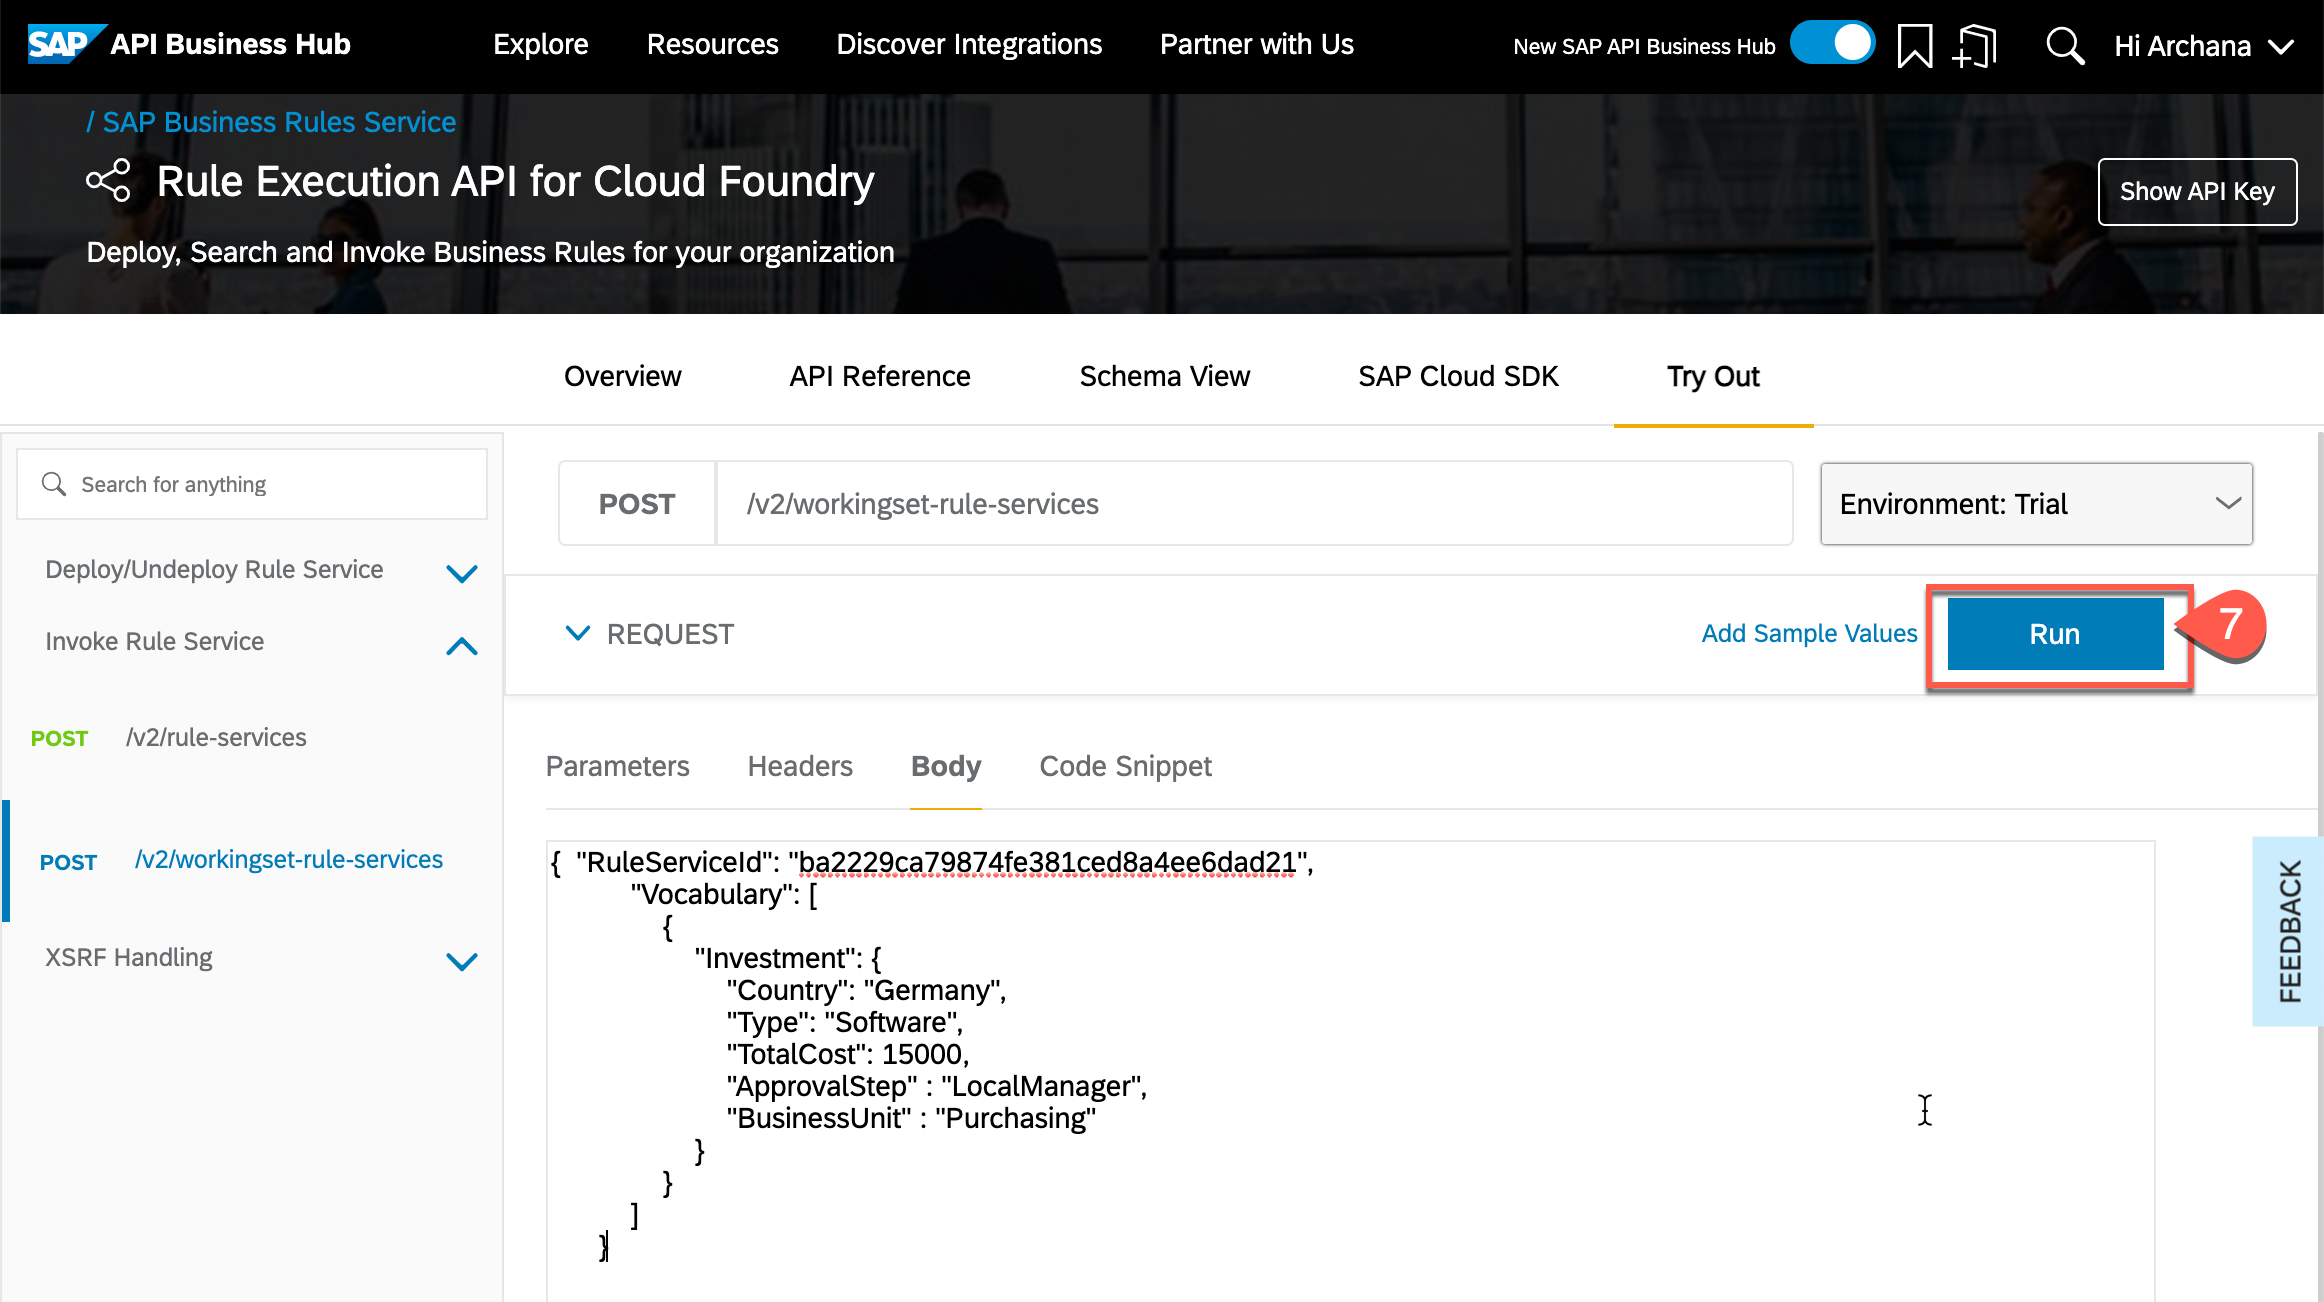 SAP API Business Hub Explore Resources Discover Integrations Partner with Us New SAP API Business Hub Hi Archana
/ SAP Business Rules Service
Rule Execution API for Cloud Foundry
Show API Key
Deploy, Search and Invoke Business Rules for your organization
Overview API Reference Schema View SAP Cloud SDK Try Out
Search for anything
Deploy/Undeploy Rule Service
Invoke Rule Service
POST /v2/rule-services
POST /v2/workingset-rule-services
XSRF Handling
POST /v2/workingset-rule-services Environment: Trial
REQUEST Add Sample Values Run 7
Parameters Headers Body Code Snippet
{ "RuleServiceId": "ba2229ca79874fe381ced8a4ee6dad21",
"Vocabulary": [
{
"Investment": {
"Country": "Germany",
"Type": "Software",
"TotalCost": 15000,
"ApprovalStep" : "LocalManager",
"BusinessUnit" : "Purchasing"
}
}
]
}
FEEDBACK